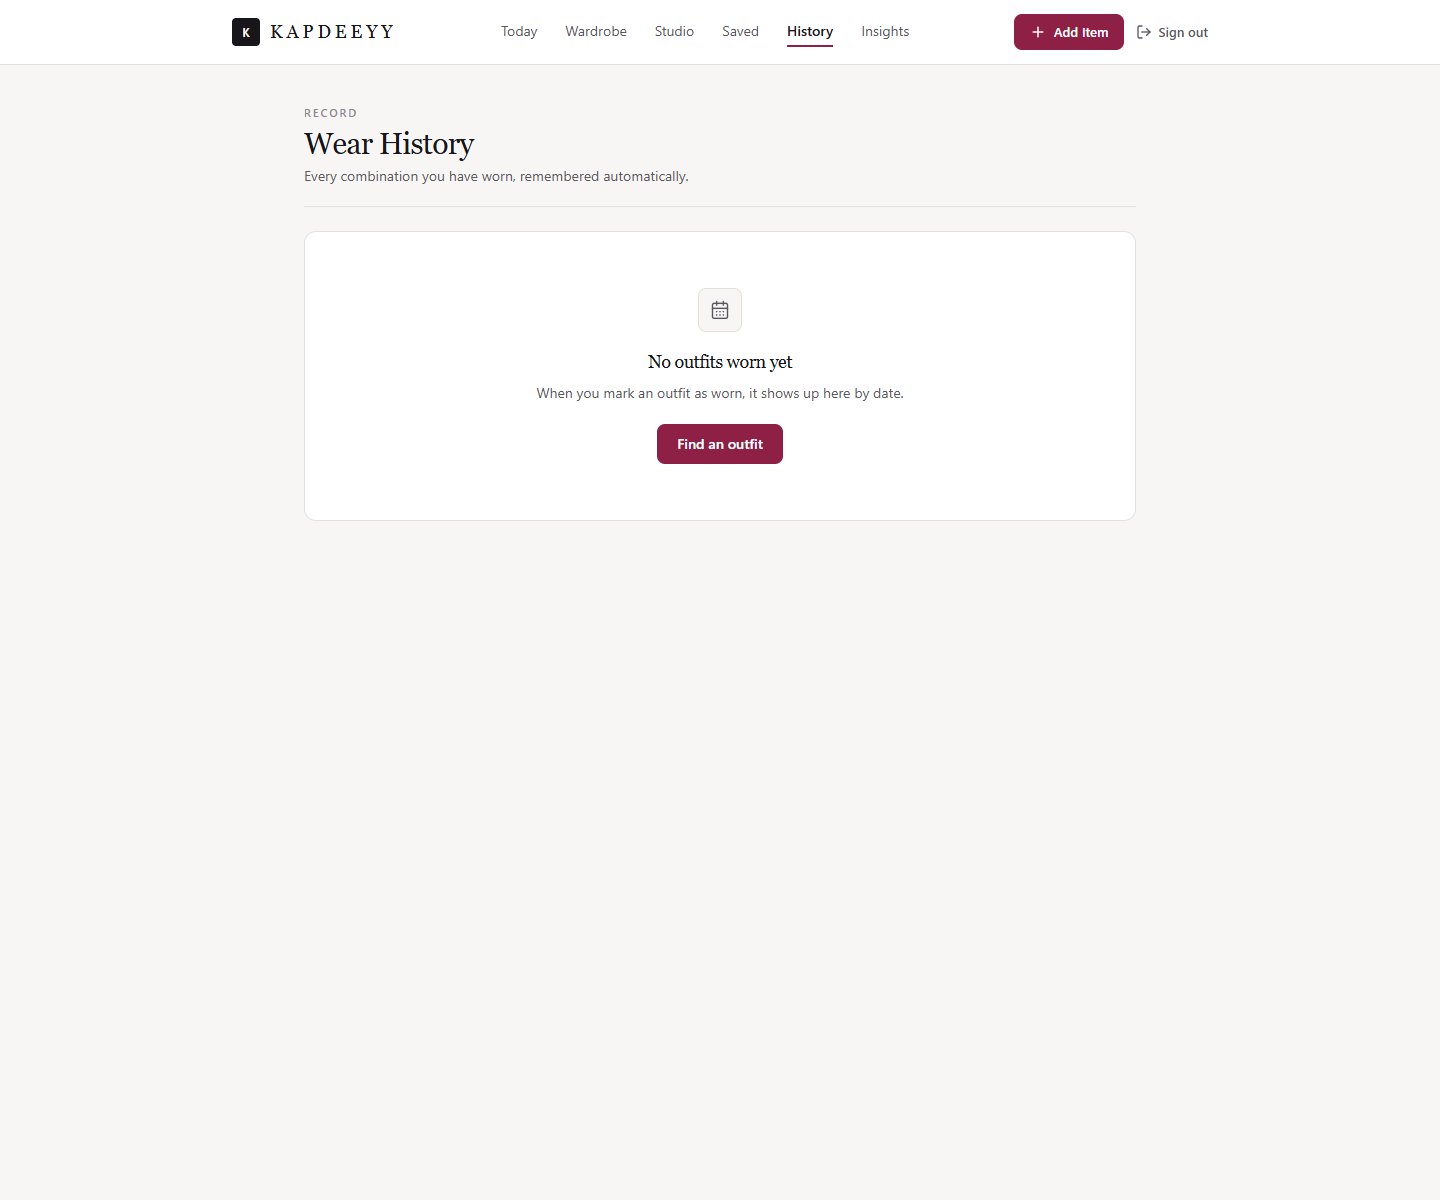 K KAPDEEYY Today Wardrobe Studio Saved History Insights Add Item Sign out
RECORD
Wear History
Every combination you have worn, remembered automatically.
No outfits worn yet
When you mark an outfit as worn, it shows up here by date.
Find an outfit